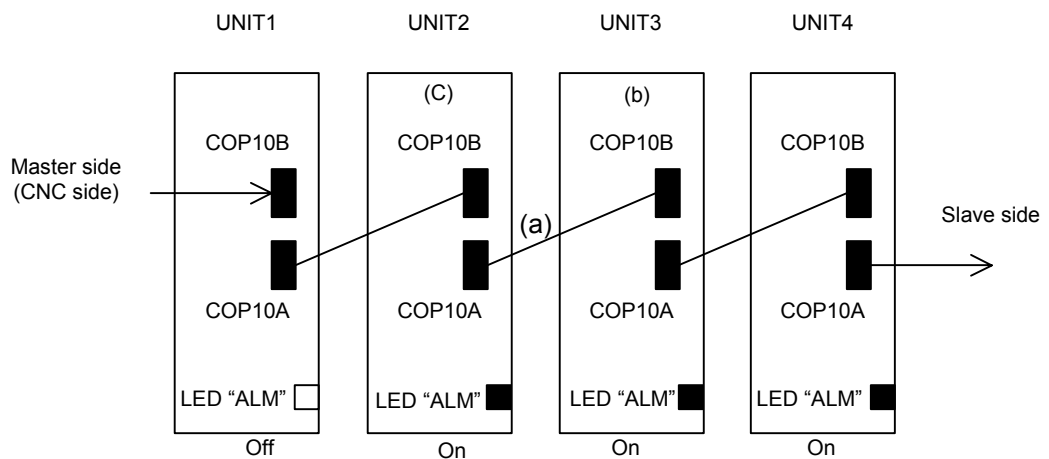 UNIT1 UNIT2 UNIT3 UNIT4
(C) (b)
COP10B COP10B COP10B COP10B
Master side
(CNC side)
(a)
Slave side
COP10A COP10A COP10A COP10A
LED “ALM” LED “ALM” LED “ALM” LED “ALM”
Off On On On